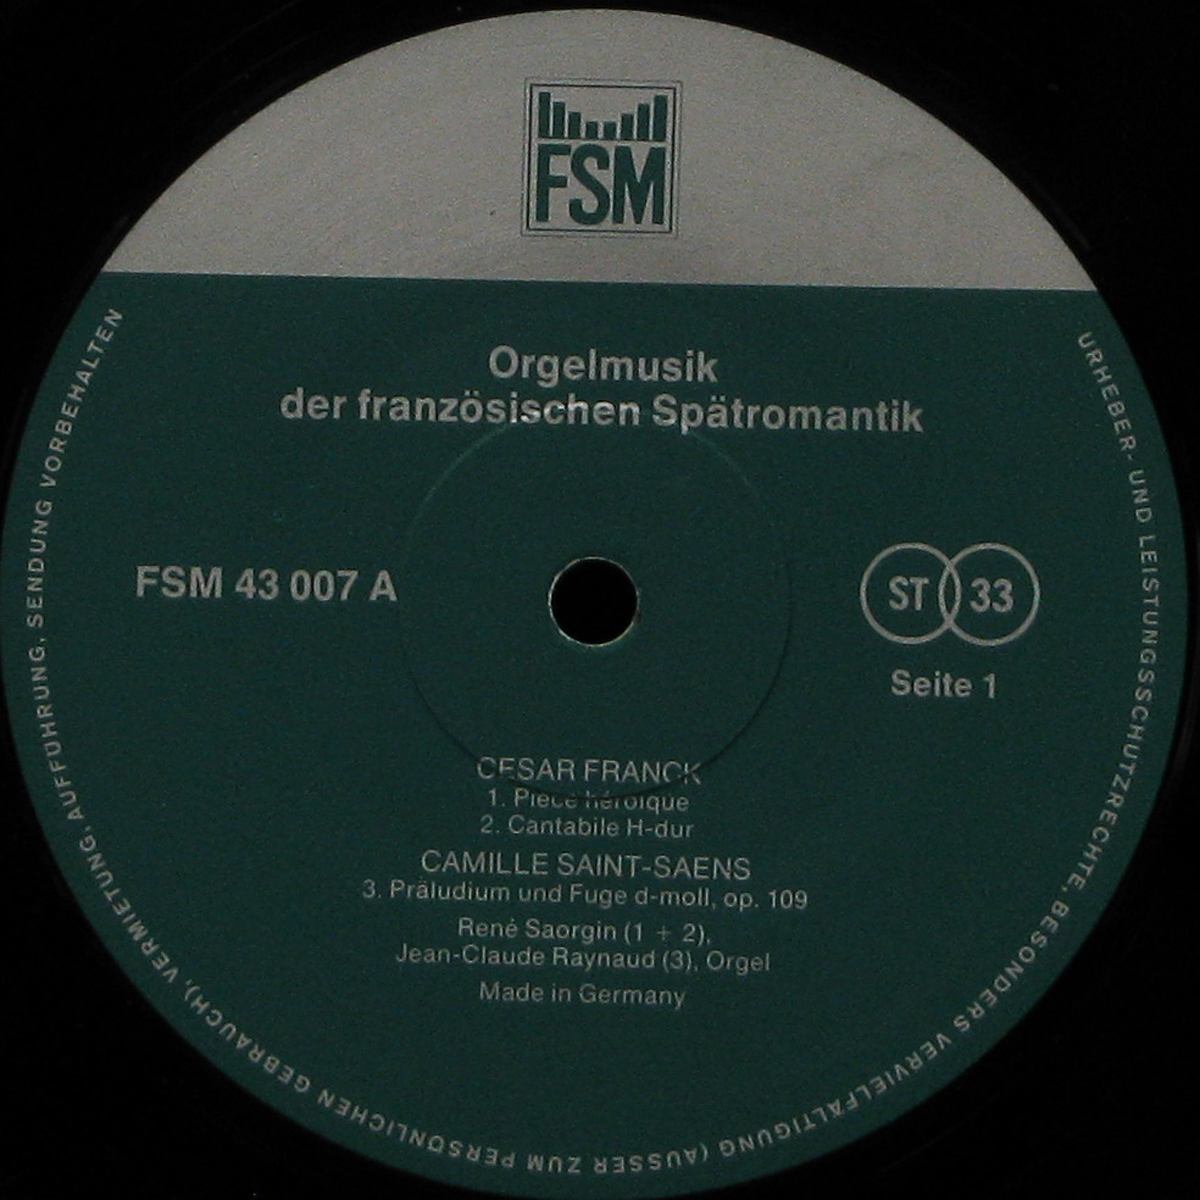 FSM
Orgelmusik
der französischen Spätromantik
FSM 43 007 A
ST 33
Seite 1
CESAR FRANCK
1. Pièce héroïque
2. Cantabile H-dur
CAMILLE SAINT-SAENS
3. Präludium und Fuge d-moll, op. 109
René Saorgin (1 + 2),
Jean-Claude Raynaud (3), Orgel
Made in Germany
URHEBER- UND LEISTUNGSSCHUTZRECHTE, BESONDERS VERVIELFÄLTIGUNG (AUSSER ZUM PERSÖNLICHEN GEBRAUCH), VERMIETUNG, AUFFÜHRUNG, SENDUNG VORBEHALTEN